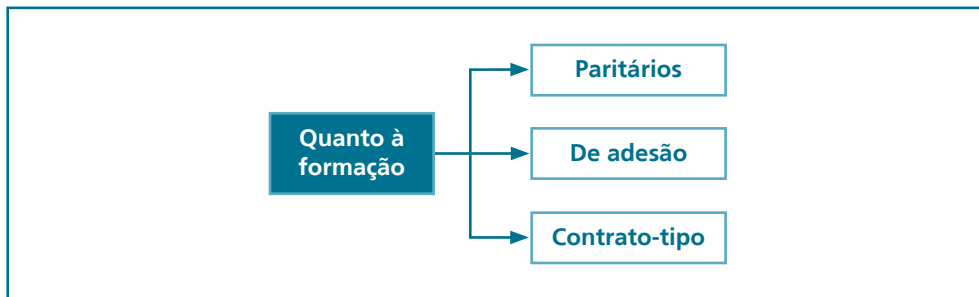 Quanto à
formação
Paritários
De adesão
Contrato-tipo